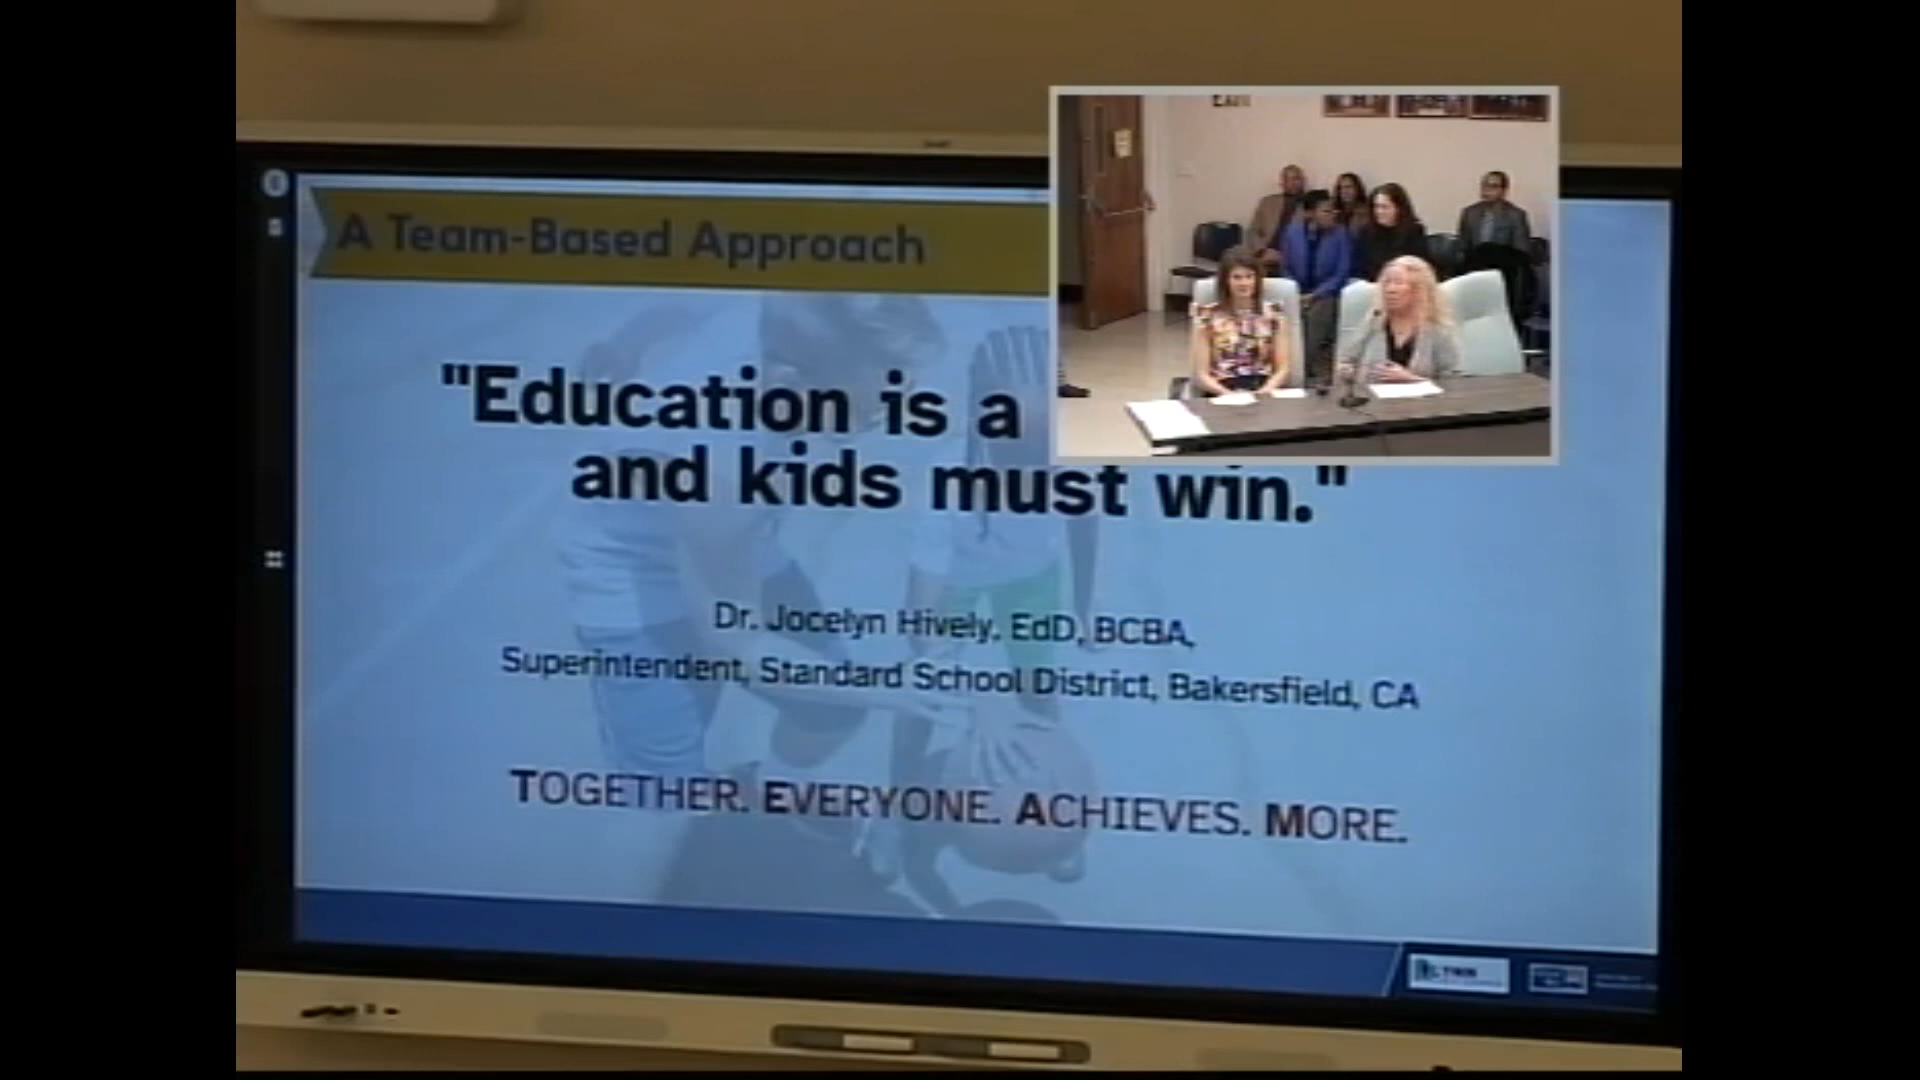 EXIT
A Team-Based Approach
"Education is a
and kids must win."
Dr. Jocelyn Hively, EdD, BCBA,
Superintendent, Standard School District, Bakersfield, CA
TOGETHER. EVERYONE. ACHIEVES. MORE.